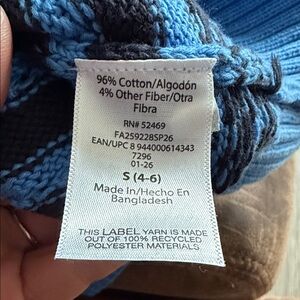 96% Cotton/Algodón
4% Other Fiber/Otra
Fibra
RN# 52469
FA259228SP26
EAN/UPC 8 944000614343
7296
01-26
S (4-6)
Made In/Hecho En
Bangladesh
THIS LABEL YARN IS MADE
OUT OF 100% RECYCLED
POLYESTER MATERIALS